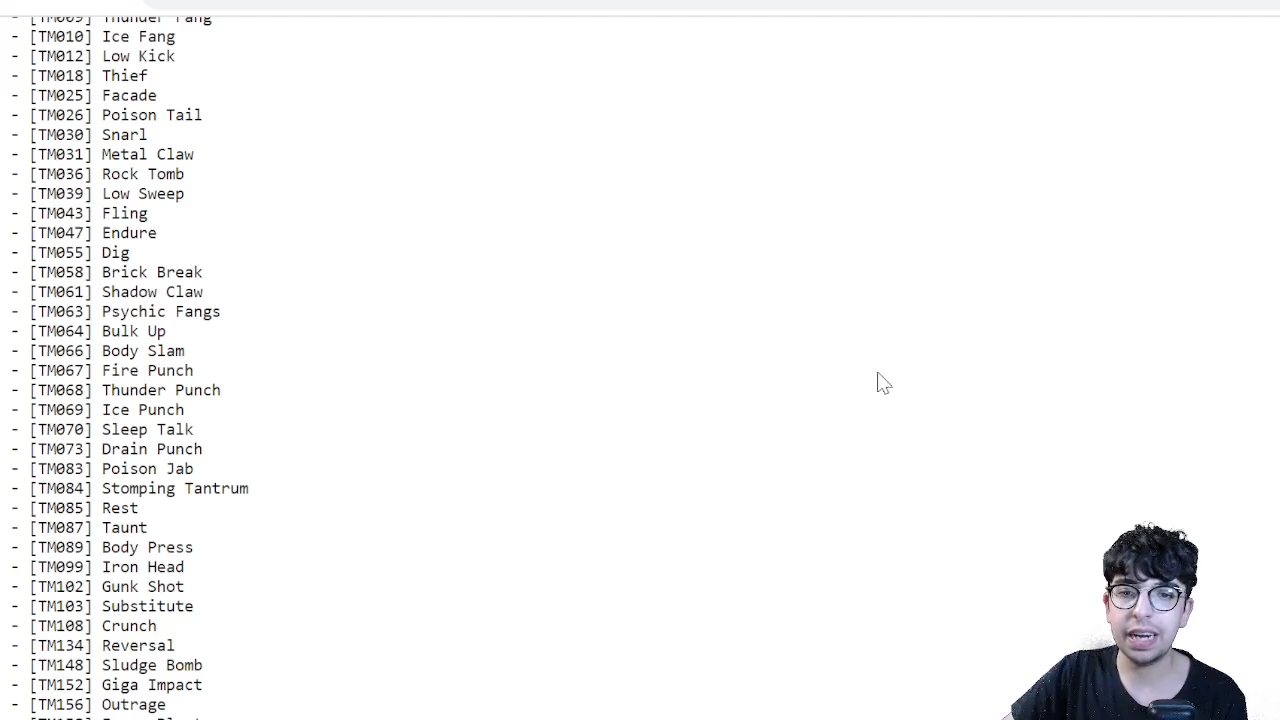 - [TM009] Thunder Fang
- [TM010] Ice Fang
- [TM012] Low Kick
- [TM018] Thief
- [TM025] Facade
- [TM026] Poison Tail
- [TM030] Snarl
- [TM031] Metal Claw
- [TM036] Rock Tomb
- [TM039] Low Sweep
- [TM043] Fling
- [TM047] Endure
- [TM055] Dig
- [TM058] Brick Break
- [TM061] Shadow Claw
- [TM063] Psychic Fangs
- [TM064] Bulk Up
- [TM066] Body Slam
- [TM067] Fire Punch
- [TM068] Thunder Punch
- [TM069] Ice Punch
- [TM070] Sleep Talk
- [TM073] Drain Punch
- [TM083] Poison Jab
- [TM084] Stomping Tantrum
- [TM085] Rest
- [TM087] Taunt
- [TM089] Body Press
- [TM099] Iron Head
- [TM102] Gunk Shot
- [TM103] Substitute
- [TM108] Crunch
- [TM134] Reversal
- [TM148] Sludge Bomb
- [TM152] Giga Impact
- [TM156] Outrage